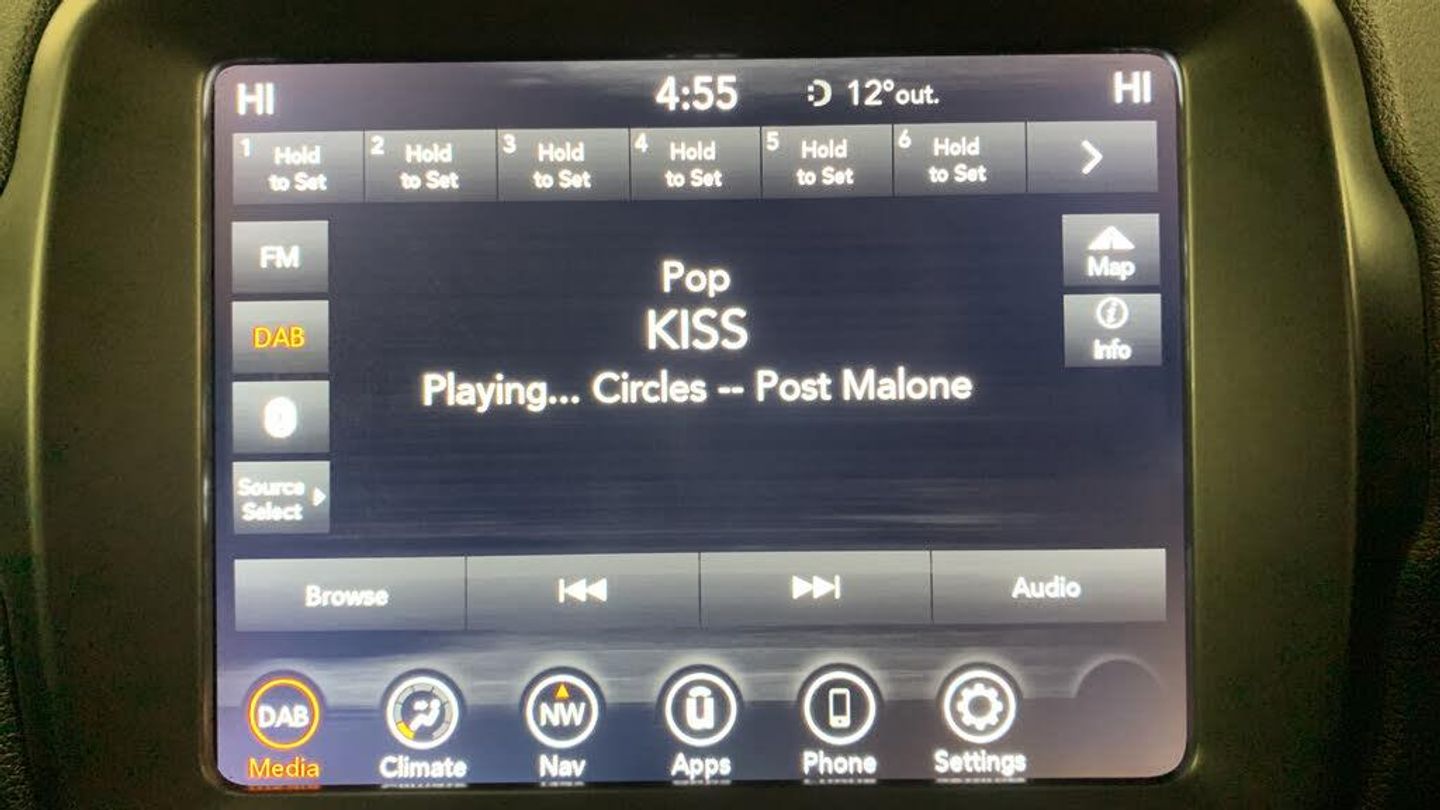 HI 4:55 12°out. HI
1 Hold to Set
2 Hold to Set
3 Hold to Set
4 Hold to Set
5 Hold to Set
6 Hold to Set
FM
DAB
Source
Select
Pop
KISS
Playing... Circles -- Post Malone
Map
Info
Browse
Audio
DAB
Media
Climate
NW
Nav
ū
Apps
Phone
Settings